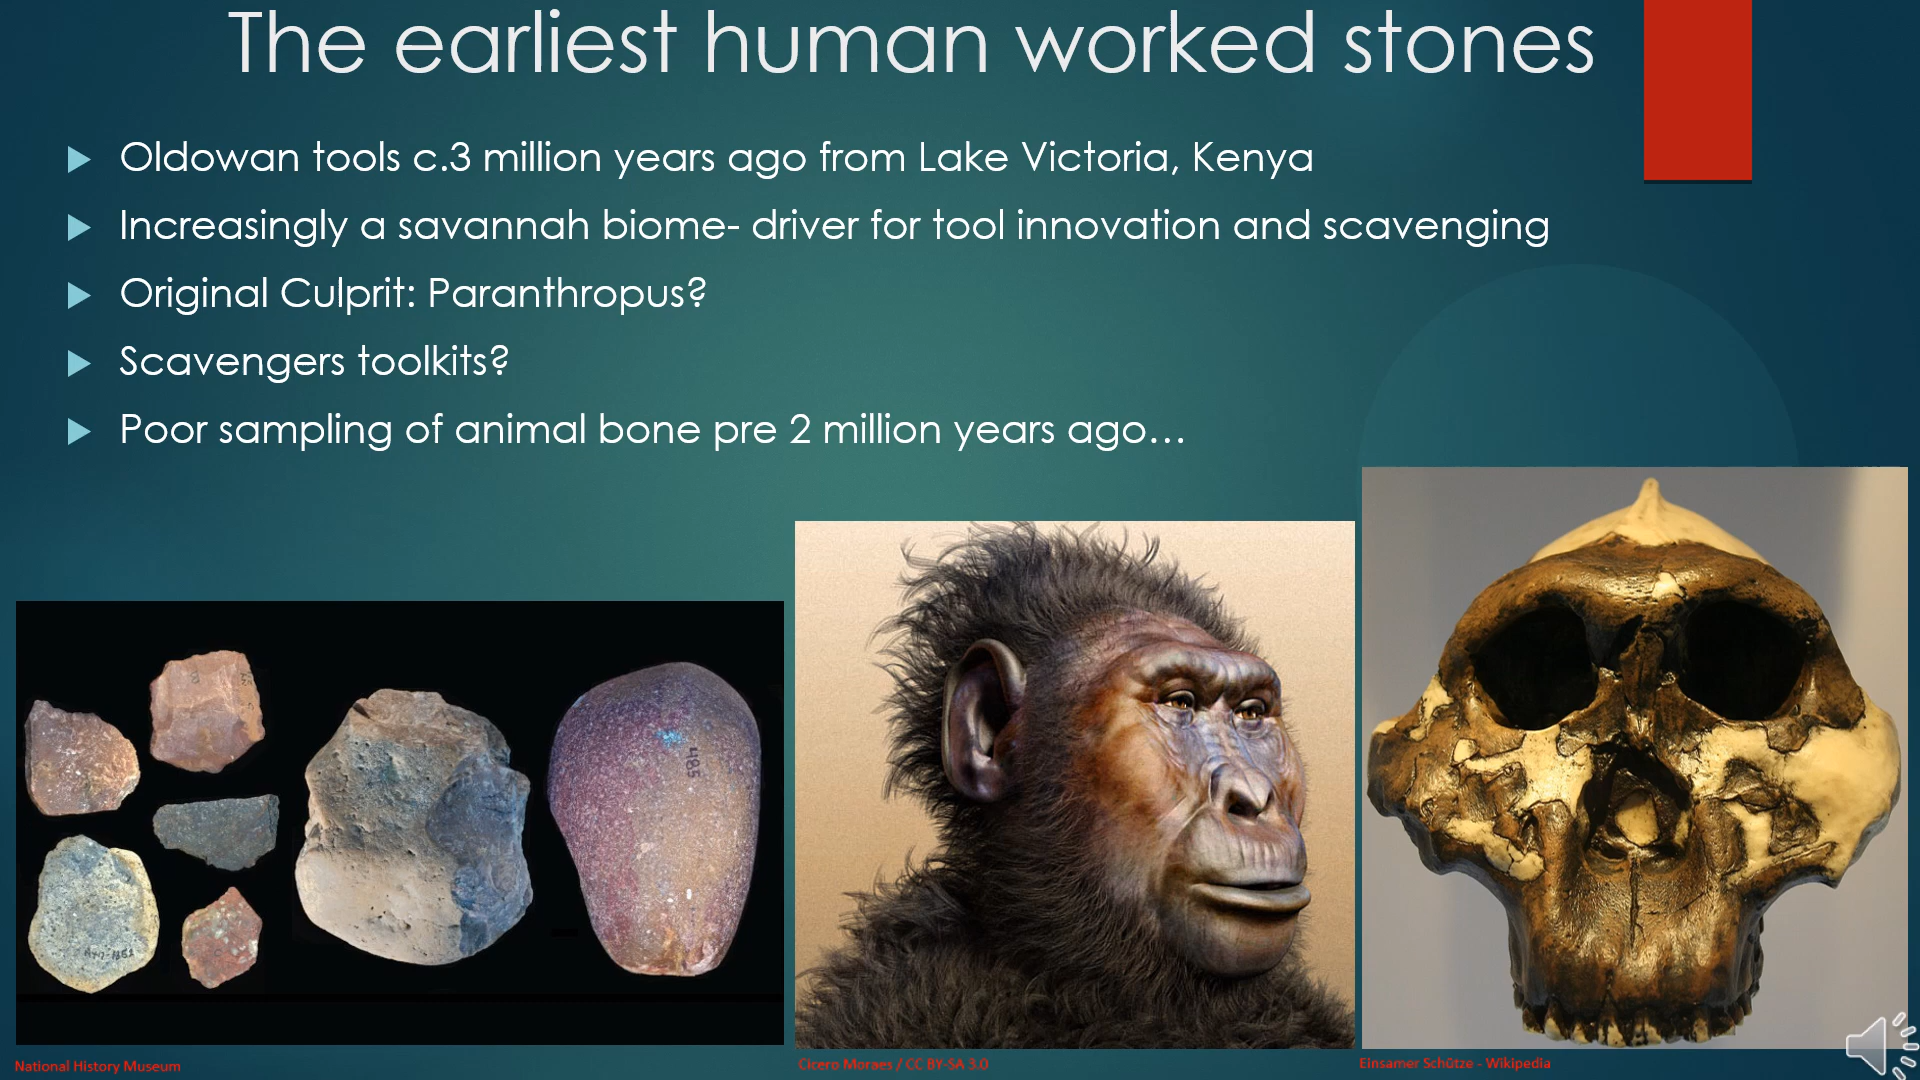 The earliest human worked stones
Oldowan tools c.3 million years ago from Lake Victoria, Kenya
Increasingly a savannah biome- driver for tool innovation and scavenging
Original Culprit: Paranthropus?
Scavengers toolkits?
Poor sampling of animal bone pre 2 million years ago…
4185
National History Museum
Cicero Moraes / CC BY-SA 3.0
Einsamer Schütze - Wikipedia